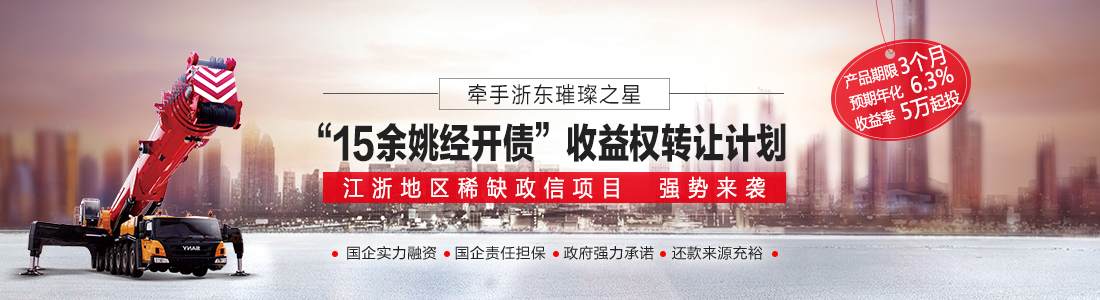 牵手浙东璀璨之星
“15余姚经开债”收益权转让计划
江浙地区稀缺政信项目 强势来袭
• 国企实力融资 • 国企责任担保 • 政府强力承诺 • 还款来源充裕 •
产品期限3个月
预期年化 6.3%
收益率 5万起投
SANY